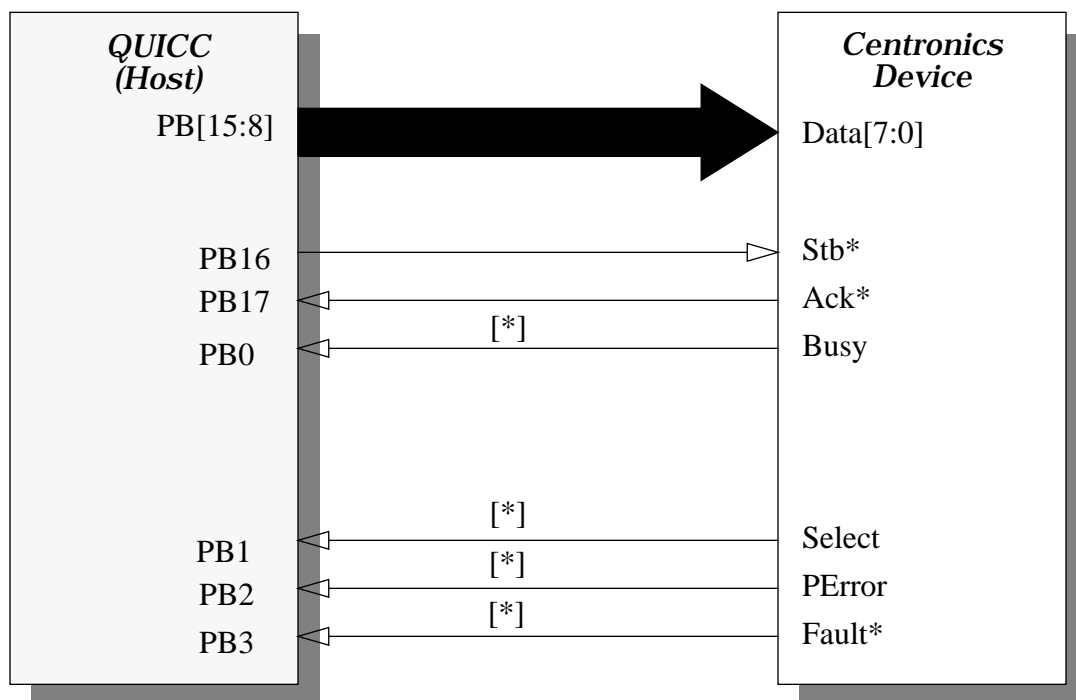 QUICC
(Host)
Centronics
Device
PB[15:8]
Data[7:0]
PB16
Stb*
PB17
Ack*
[*]
PB0
Busy
[*]
PB1
Select
[*]
PB2
PError
[*]
PB3
Fault*